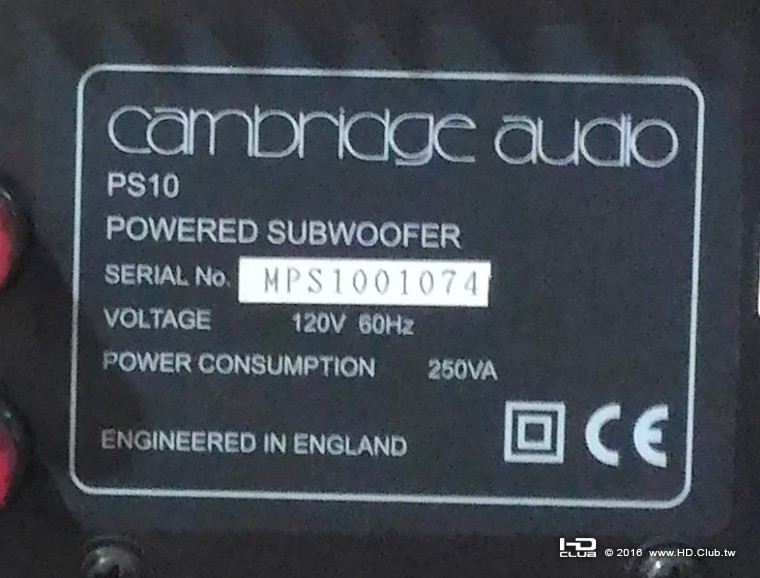 cambridge audio
PS10
POWERED SUBWOOFER
SERIAL No. MPS1001074
VOLTAGE 120V 60Hz
POWER CONSUMPTION 250VA
ENGINEERED IN ENGLAND CE
HD CLUB © 2016 www.HD.Club.tw